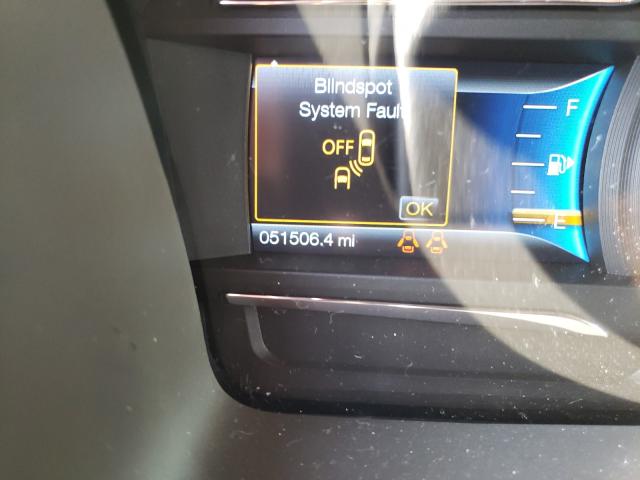 Blindspot
System Fault
OFF
OK
F
E
051506.4 mi